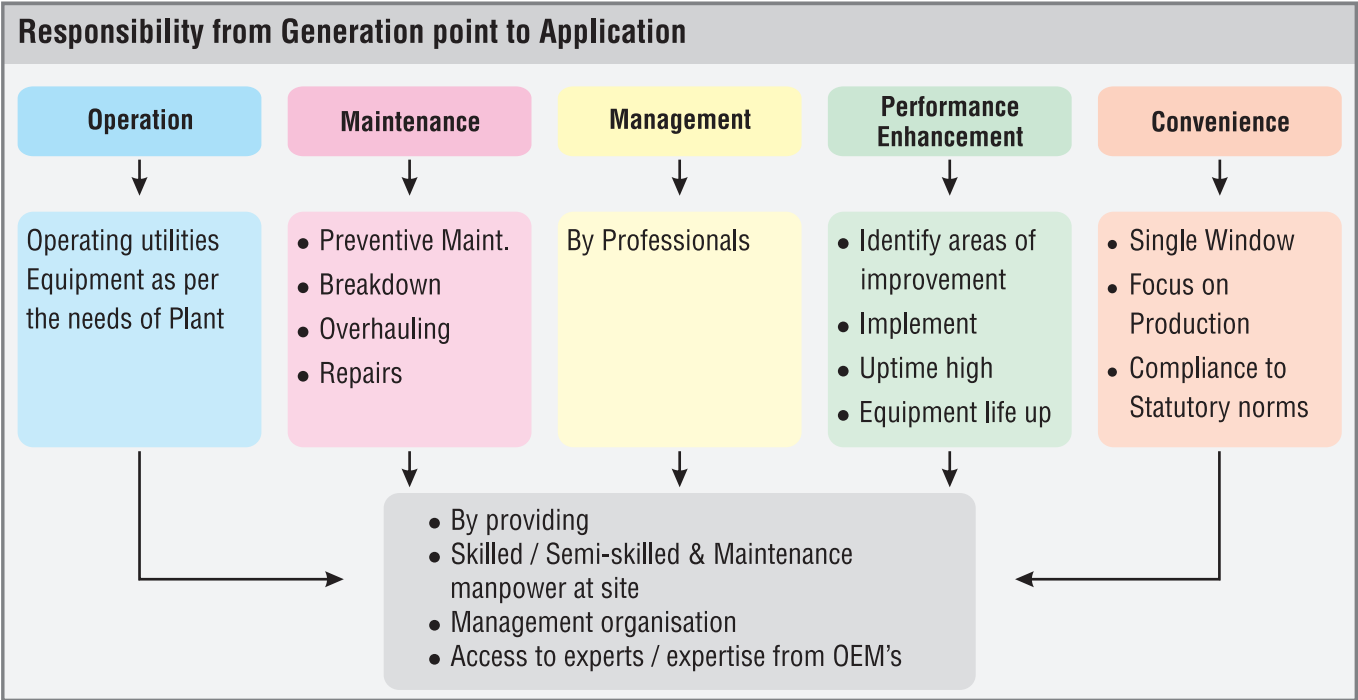 Responsibility from Generation point to Application
Operation
Maintenance
Management
Performance
Enhancement
Convenience
Operating utilities
Equipment as per
the needs of Plant
• Preventive Maint.
• Breakdown
• Overhauling
• Repairs
By Professionals
• Identify areas of
improvement
• Implement
• Uptime high
• Equipment life up
• Single Window
• Focus on
Production
• Compliance to
Statutory norms
• By providing
• Skilled / Semi-skilled & Maintenance
manpower at site
• Management organisation
• Access to experts / expertise from OEM's